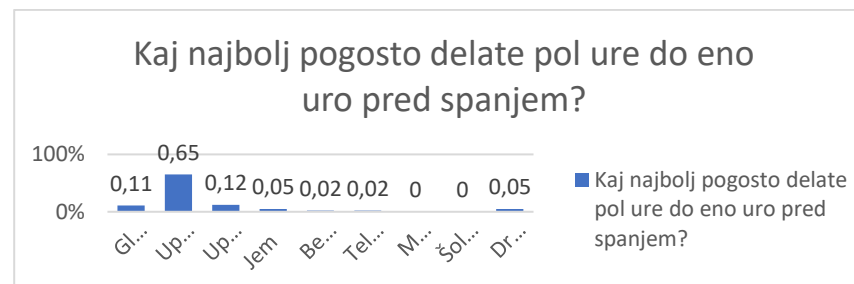 Kaj najbolj pogosto delate pol ure do eno
uro pred spanjem?
100%
0%
0,11 0,65 0,12 0,05 0,02 0,02 0 0 0,05
Gl... Up... Up... Jem Be... Tel... M... Šol... Dr...
Kaj najbolj pogosto delate
pol ure do eno uro pred
spanjem?